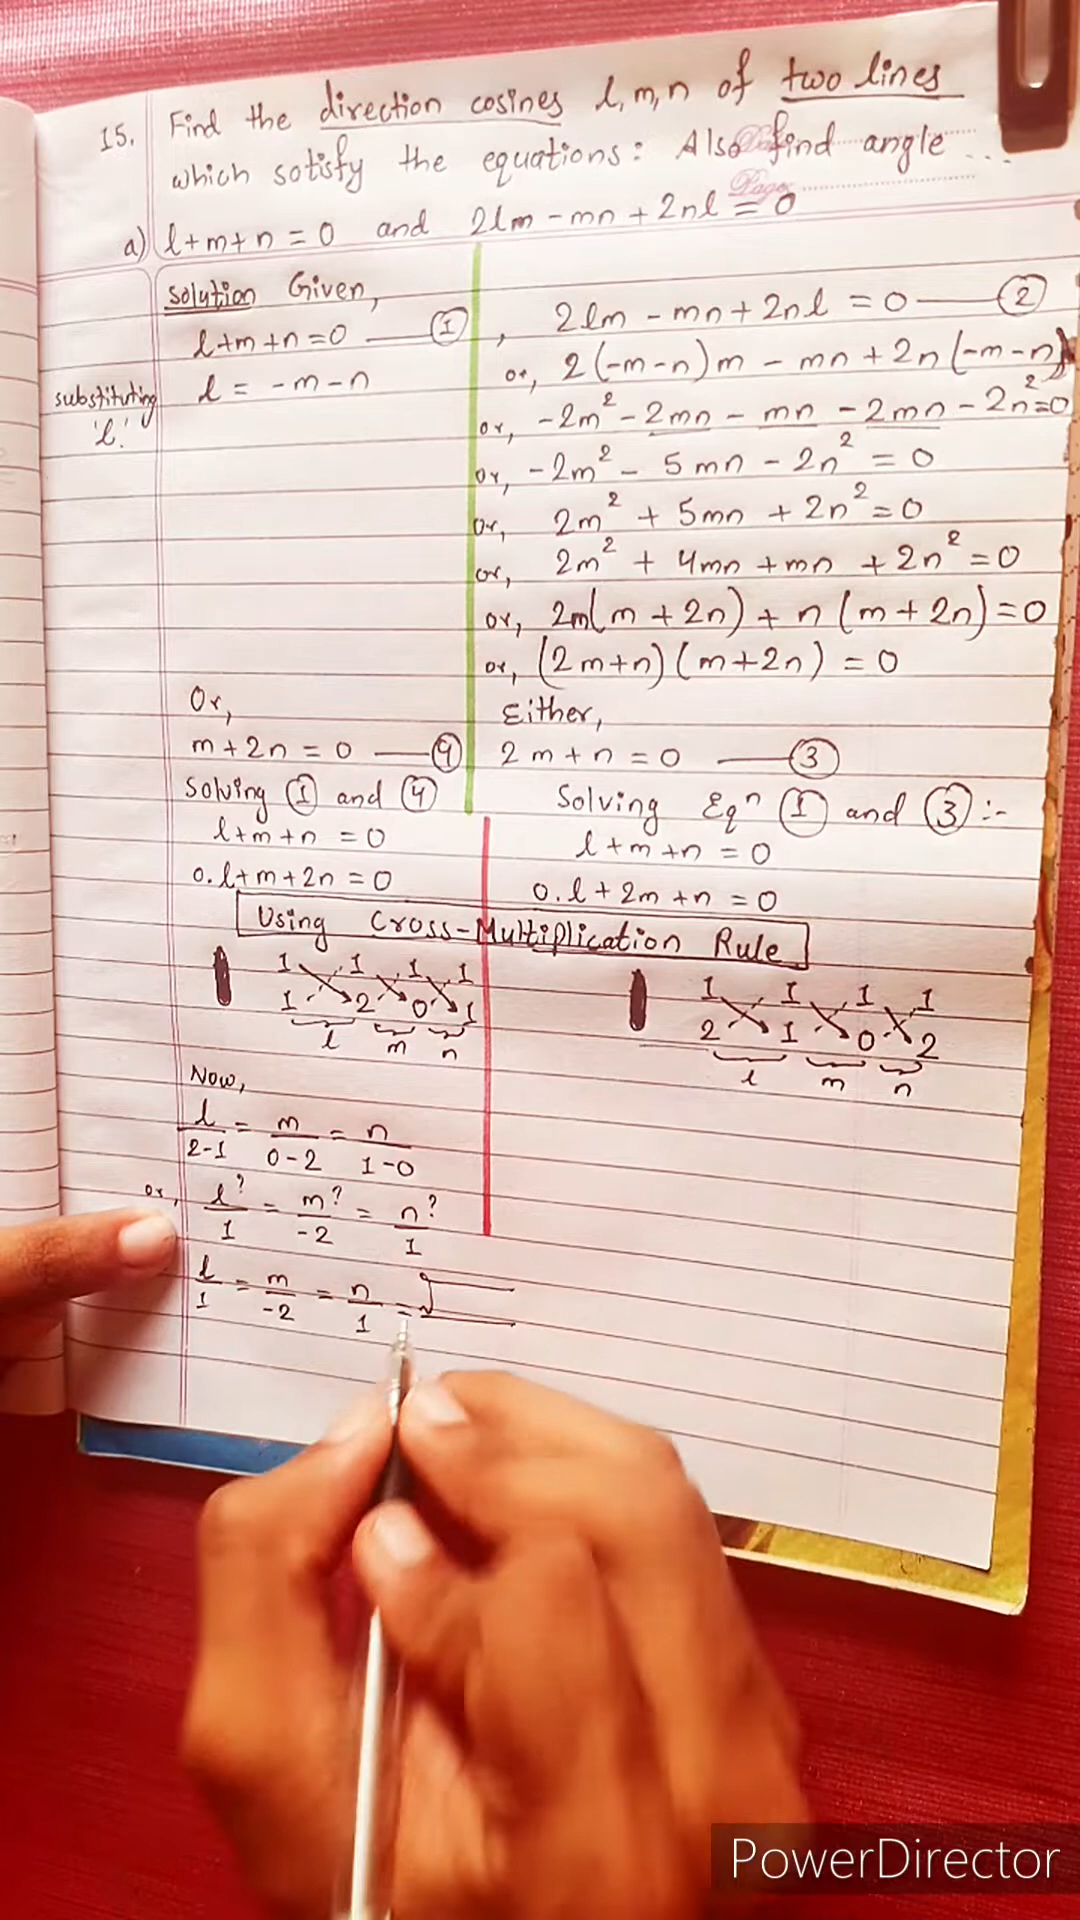 15. Find the direction cosines l, m, n of two lines
which sotisfy the equations: Also find angle
Page
a) l+m+n = 0 and 2lm - mn + 2nl = 0
Solution Given,
l+m+n=0 — ①
substituting
'l'.
l = -m-n
, 2lm - mn + 2nl = 0 — ②
or, 2(-m-n)m - mn + 2n(-m-n)
or, -2m² - 2mn - mn - 2mn - 2n²=0
or, -2m² - 5mn - 2n² = 0
or, 2m² + 5mn + 2n² = 0
or, 2m² + 4mn + mn + 2n² = 0
or, 2m(m + 2n) + n(m + 2n) = 0
or, (2m+n)(m+2n) = 0
Either,
2m+n = 0 — ③
Solving Eqⁿ ① and ③ :-
l+m+n = 0
0.l + 2m + n = 0
Or,
m+2n = 0 — ④
Solving ① and ④
l+m+n = 0
0.l+m+2n = 0
Using Cross-Multiplication Rule
1 1 1 1
1 2 0 1
l m n
1 1 1 1
2 1 0 2
l m n
Now,
l/2-1 = m/0-2 = n/1-0
or, l?/1 = m?/-2 = n?/1
l/1 = m/-2 = n/1 = √
PowerDirector